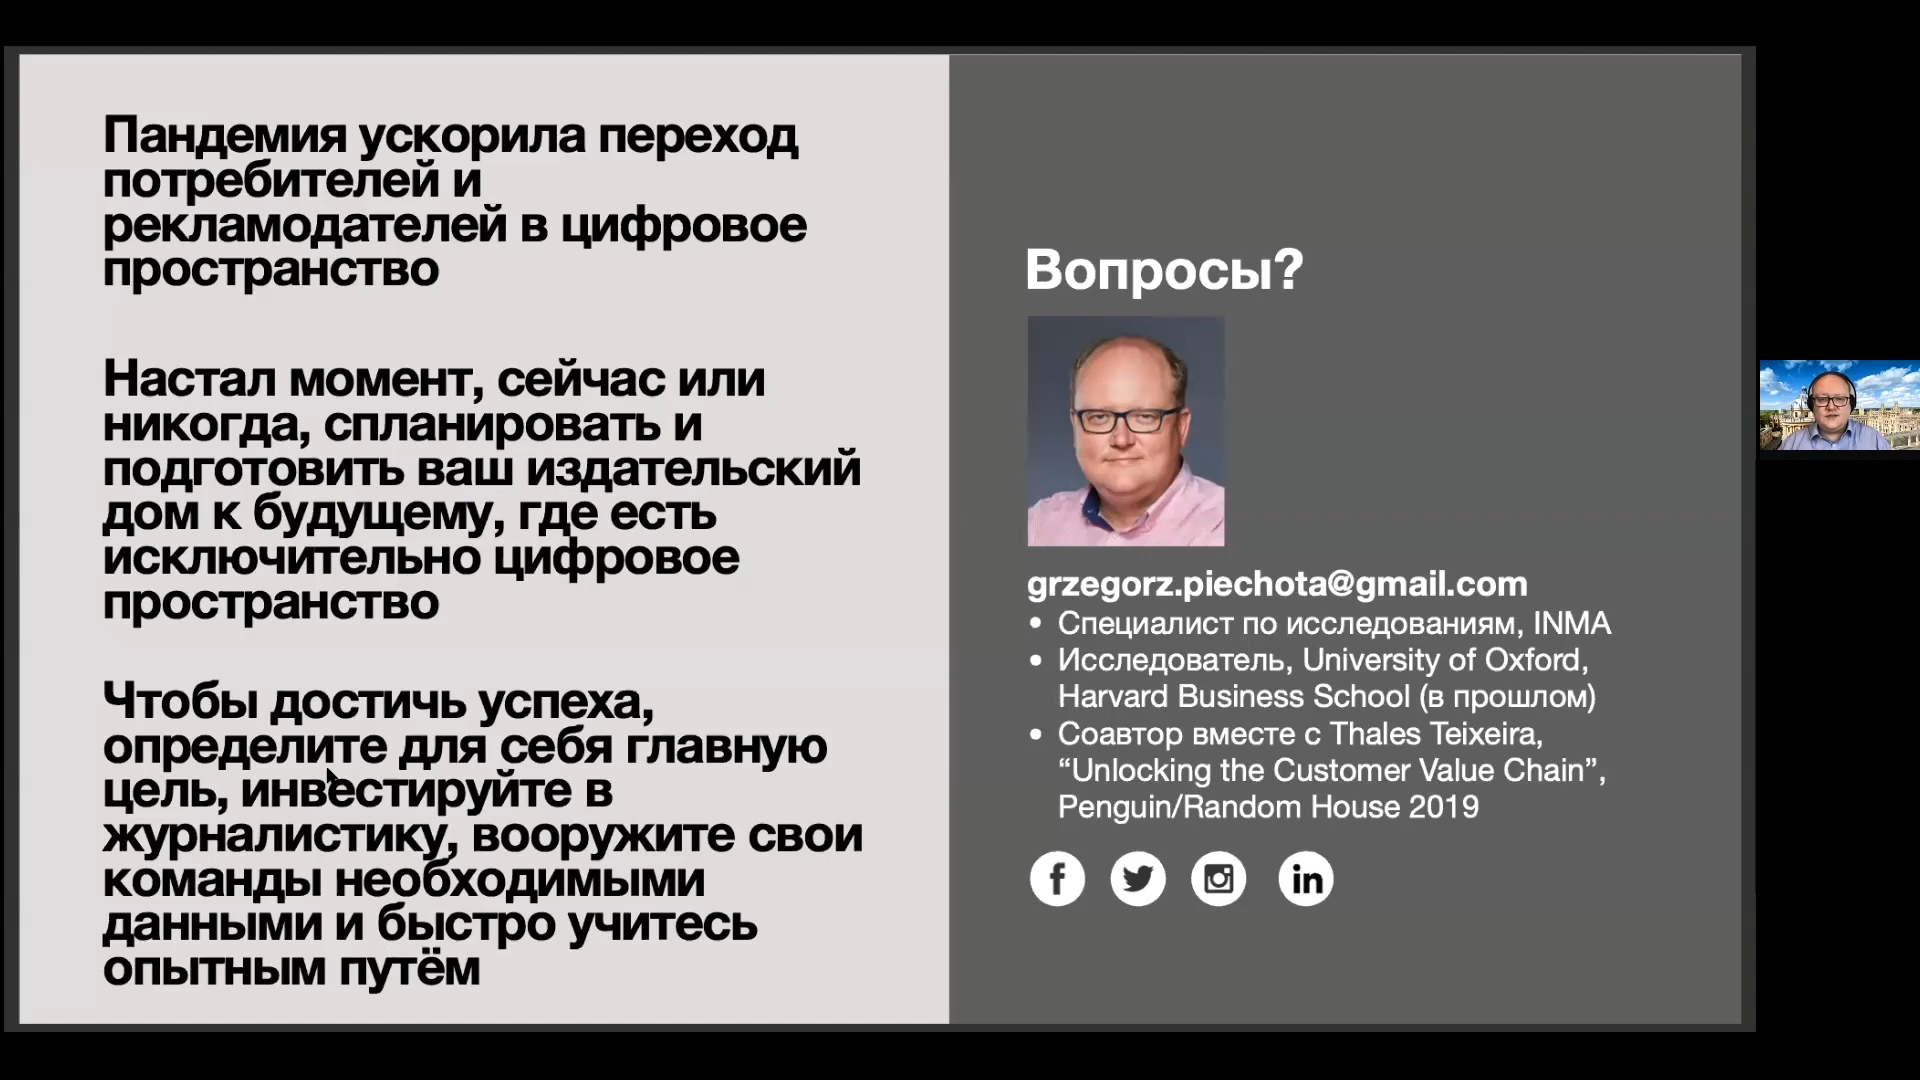 Пандемия ускорила переход
потребителей и
рекламодателей в цифровое
пространство
Настал момент, сейчас или
никогда, спланировать и
подготовить ваш издательский
дом к будущему, где есть
исключительно цифровое
пространство
Чтобы достичь успеха,
определите для себя главную
цель, инвестируйте в
журналистику, вооружите свои
команды необходимыми
данными и быстро учитесь
опытным путём
Вопросы?
grzegorz.piechota@gmail.com
• Специалист по исследованиям, INMA
• Исследователь, University of Oxford,
Harvard Business School (в прошлом)
• Соавтор вместе с Thales Teixeira,
“Unlocking the Customer Value Chain”,
Penguin/Random House 2019